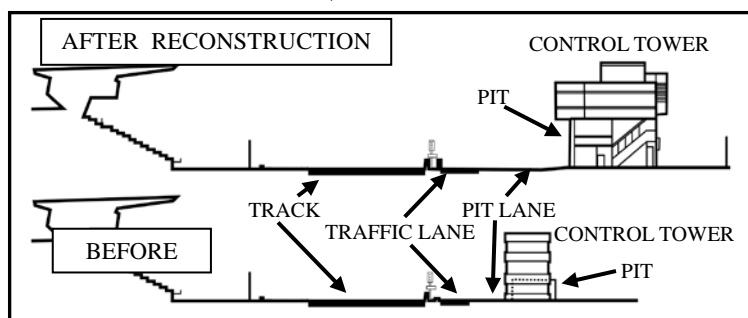 AFTER RECONSTRUCTION
CONTROL TOWER
PIT
TRACK
TRAFFIC LANE
PIT LANE
BEFORE
CONTROL TOWER
PIT